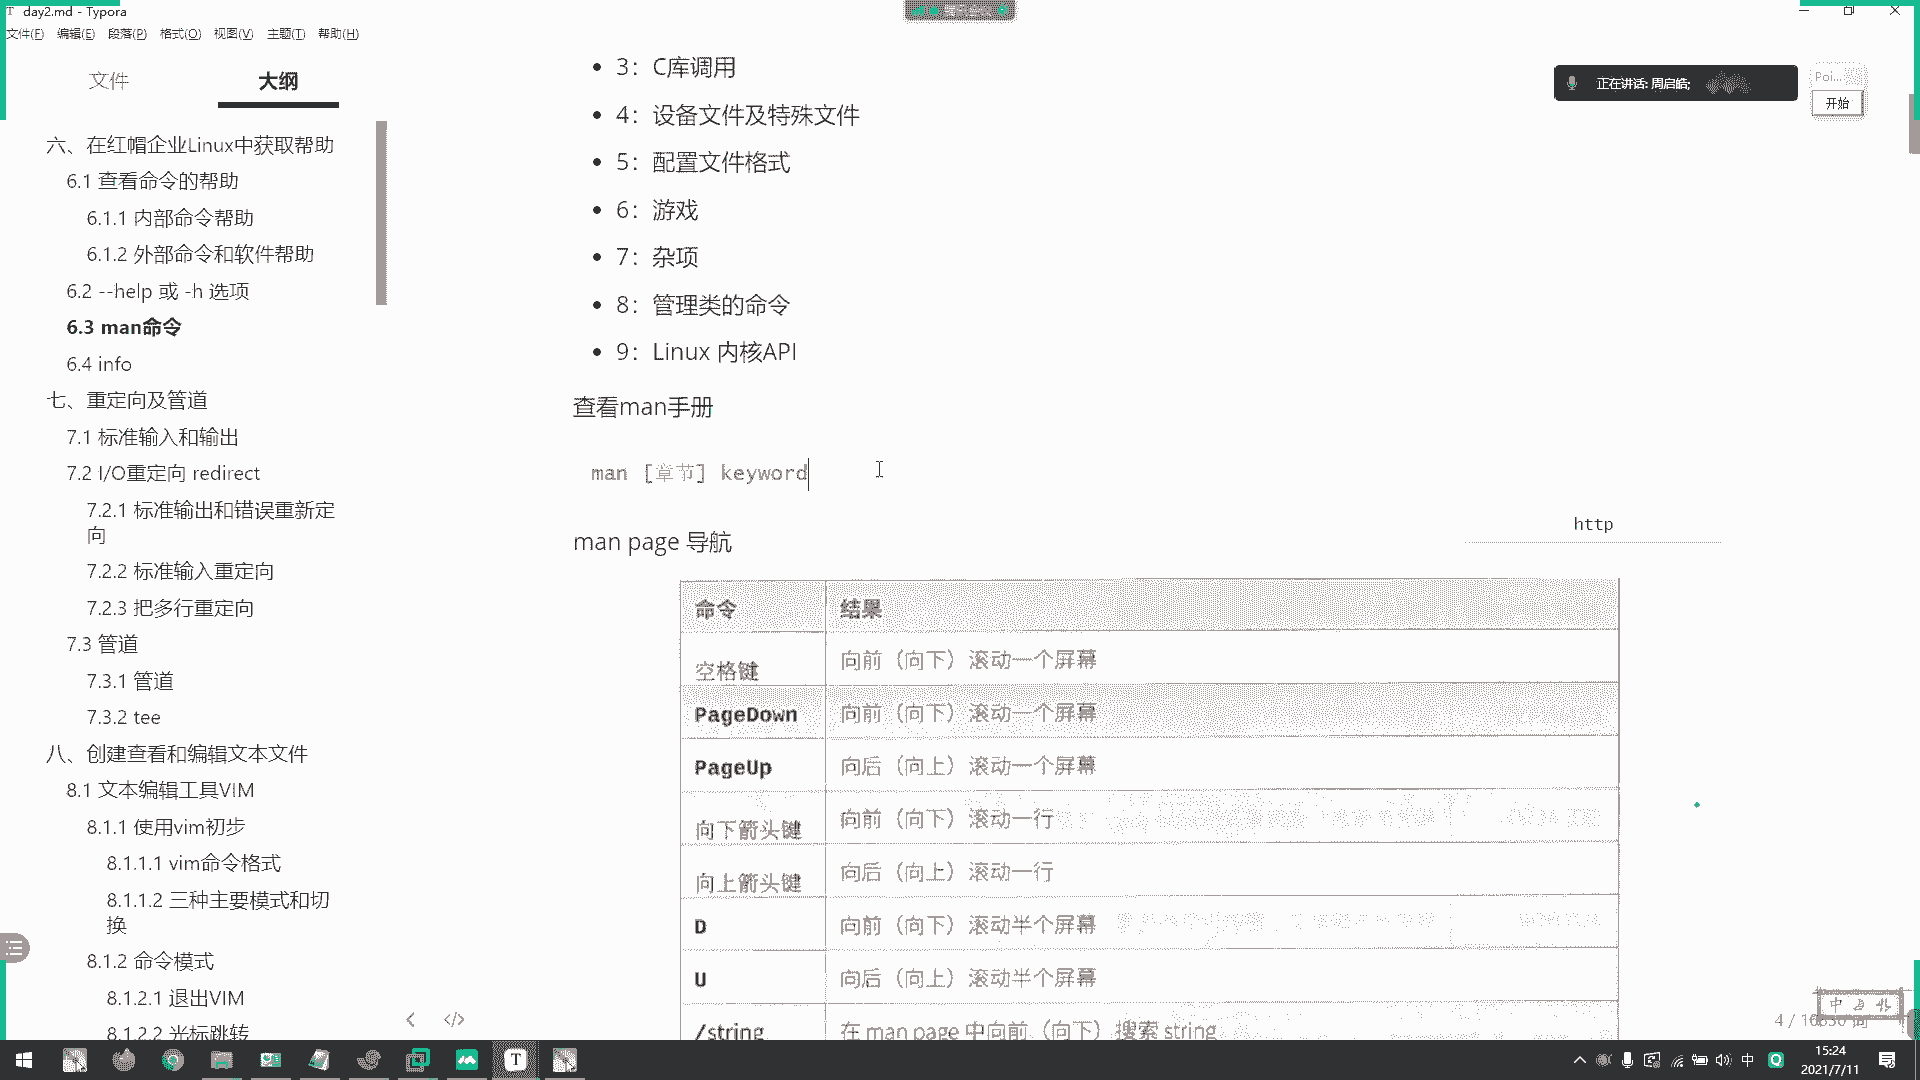 day2.md - Typora
文件(F) 编辑(E) 段落(P) 格式(O) 视图(V) 主题(T) 帮助(H)
文件 大纲
六、在红帽企业Linux中获取帮助
6.1 查看命令的帮助
6.1.1 内部命令帮助
6.1.2 外部命令和软件帮助
6.2 --help 或 -h 选项
6.3 man命令
6.4 info
七、重定向及管道
7.1 标准输入和输出
7.2 I/O重定向 redirect
7.2.1 标准输出和错误重新定
向
7.2.2 标准输入重定向
7.2.3 把多行重定向
7.3 管道
7.3.1 管道
7.3.2 tee
八、创建查看和编辑文本文件
8.1 文本编辑工具VIM
8.1.1 使用vim初步
8.1.1.1 vim命令格式
8.1.1.2 三种主要模式和切
换
8.1.2 命令模式
8.1.2.1 退出VIM
8.1.2.2 光标跳转
3：C库调用
4：设备文件及特殊文件
5：配置文件格式
6：游戏
7：杂项
8：管理类的命令
9：Linux 内核API
查看man手册
man [章节] keyword
man page 导航
命令 结果
空格键 向前（向下）滚动一个屏幕
PageDown 向前（向下）滚动一个屏幕
PageUp 向后（向上）滚动一个屏幕
向下箭头键 向前（向下）滚动一行
向上箭头键 向后（向上）滚动一行
D 向前（向下）滚动半个屏幕
U 向后（向上）滚动半个屏幕
/string 在 man page 中向前（向下）搜索 string
正在讲话: 周启皓;
Poi...
开始
http
中
中
15:24
2021/7/11